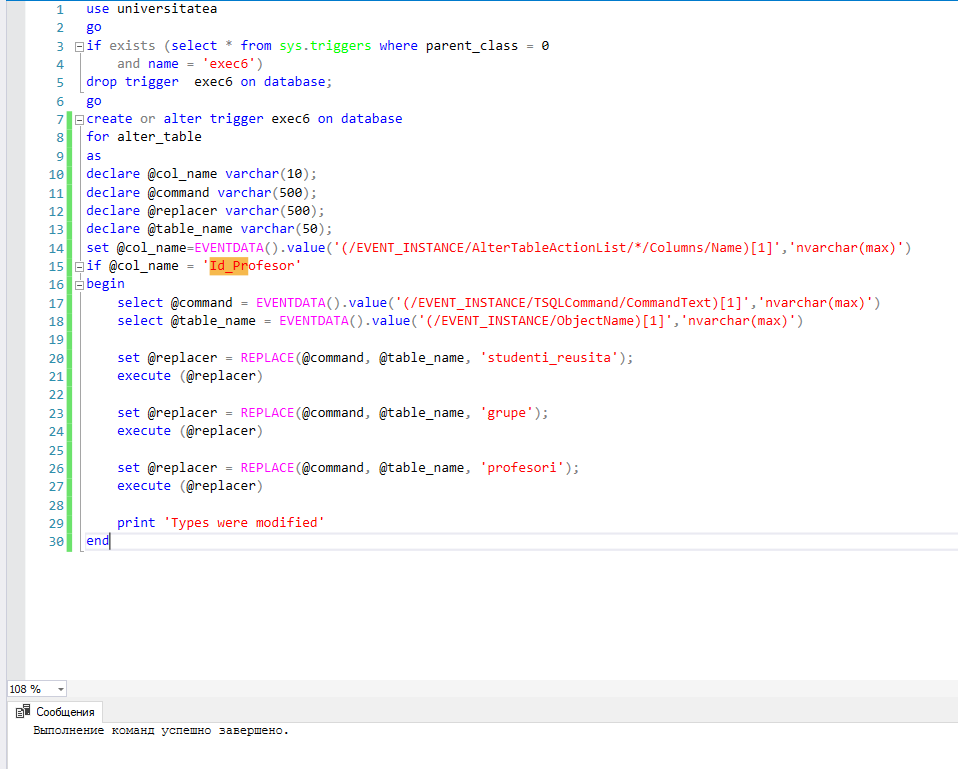 1 use universitatea
2 go
3 if exists (select * from sys.triggers where parent_class = 0
4 and name = 'exec6')
5 drop trigger  exec6 on database;
6 go
7 create or alter trigger exec6 on database
8 for alter_table
9 as
10 declare @col_name varchar(10);
11 declare @command varchar(500);
12 declare @replacer varchar(500);
13 declare @table_name varchar(50);
14 set @col_name=EVENTDATA().value('(/EVENT_INSTANCE/AlterTableActionList/*/Columns/Name)[1]','nvarchar(max)')
15 if @col_name = 'Id_Profesor'
16 begin
17 select @command = EVENTDATA().value('(/EVENT_INSTANCE/TSQLCommand/CommandText)[1]','nvarchar(max)')
18 select @table_name = EVENTDATA().value('(/EVENT_INSTANCE/ObjectName)[1]','nvarchar(max)')
19
20 set @replacer = REPLACE(@command, @table_name, 'studenti_reusita');
21 execute (@replacer)
22
23 set @replacer = REPLACE(@command, @table_name, 'grupe');
24 execute (@replacer)
25
26 set @replacer = REPLACE(@command, @table_name, 'profesori');
27 execute (@replacer)
28
29 print 'Types were modified'
30 end
108 %
Сообщения
Выполнение команд успешно завершено.